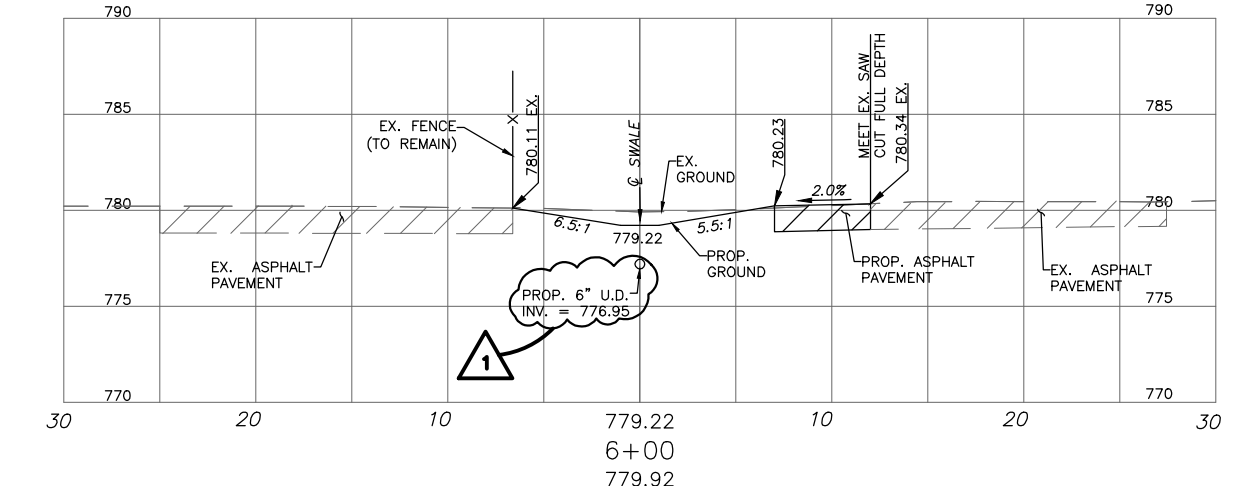 790
790
785
785
EX. FENCE
(TO REMAIN)
X
780.11 EX.
℄ SWALE
EX.
GROUND
780.23
MEET EX. SAW
CUT FULL DEPTH
780.34 EX.
2.0%
780
780
6.5:1
779.22
5.5:1
EX. ASPHALT
PAVEMENT
PROP.
GROUND
PROP. ASPHALT
PAVEMENT
EX. ASPHALT
PAVEMENT
PROP. 6" U.D.
INV. = 776.95
775
775
1
770
770
30
20
10
779.22
10
20
30
6+00
779.92